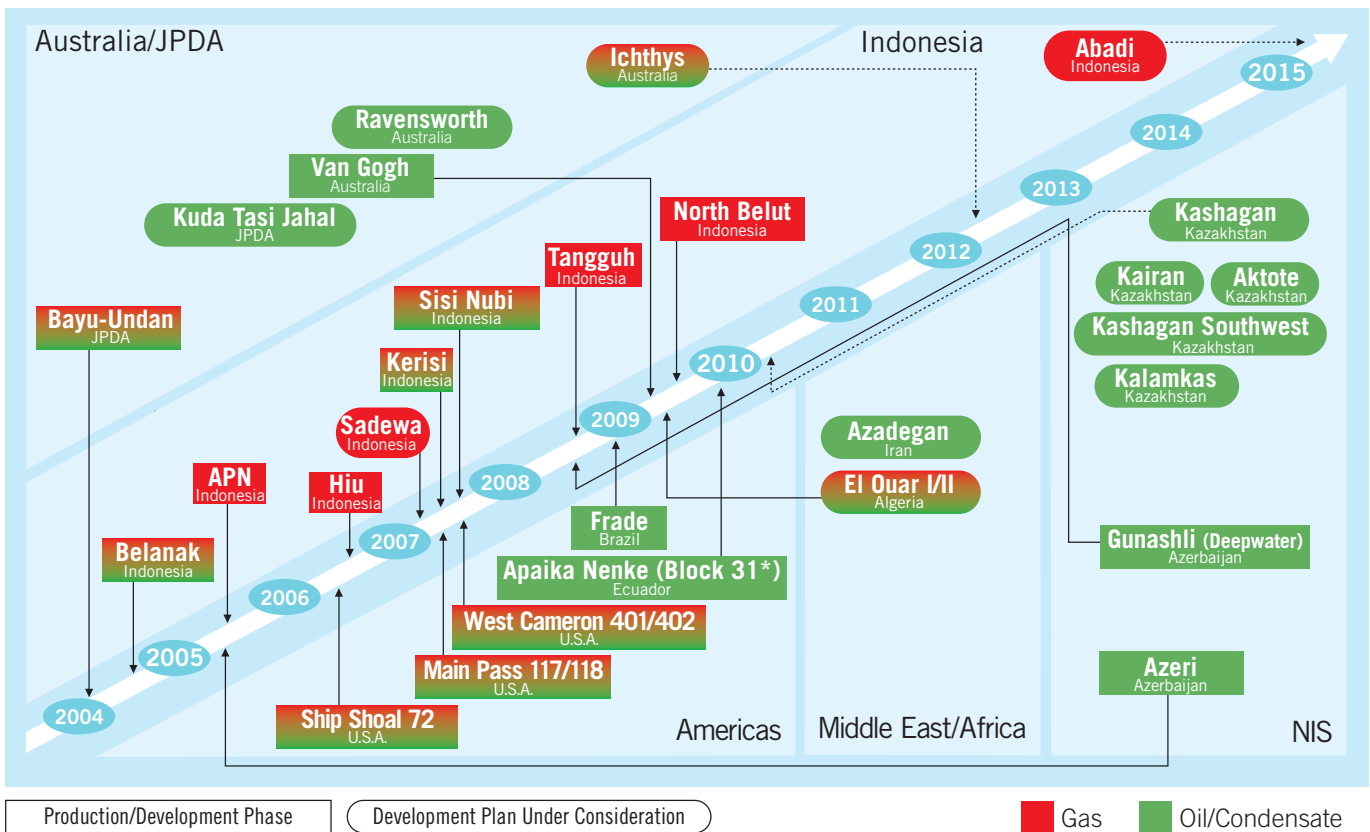 Australia/JPDA
Indonesia
Ichthys
Australia
Abadi
Indonesia
2015
Ravensworth
Australia
2014
Van Gogh
Australia
2013
Kuda Tasi Jahal
JPDA
North Belut
Indonesia
Kashagan
Kazakhstan
2012
Tangguh
Indonesia
Kairan
Kazakhstan
Aktote
Kazakhstan
Sisi Nubi
Indonesia
2011
Bayu-Undan
JPDA
Kashagan Southwest
Kazakhstan
Kerisi
Indonesia
2010
Kalamkas
Kazakhstan
Sadewa
Indonesia
2009
Azadegan
Iran
APN
Indonesia
Hiu
Indonesia
2008
El Ouar I/II
Algeria
Frade
Brazil
2007
Gunashli (Deepwater)
Azerbaijan
Belanak
Indonesia
Apaika Nenke (Block 31*)
Ecuador
2006
West Cameron 401/402
U.S.A.
2005
Main Pass 117/118
U.S.A.
Azeri
Azerbaijan
2004
Ship Shoal 72
U.S.A.
Americas
Middle East/Africa
NIS
Production/Development Phase
Development Plan Under Consideration
Gas
Oil/Condensate